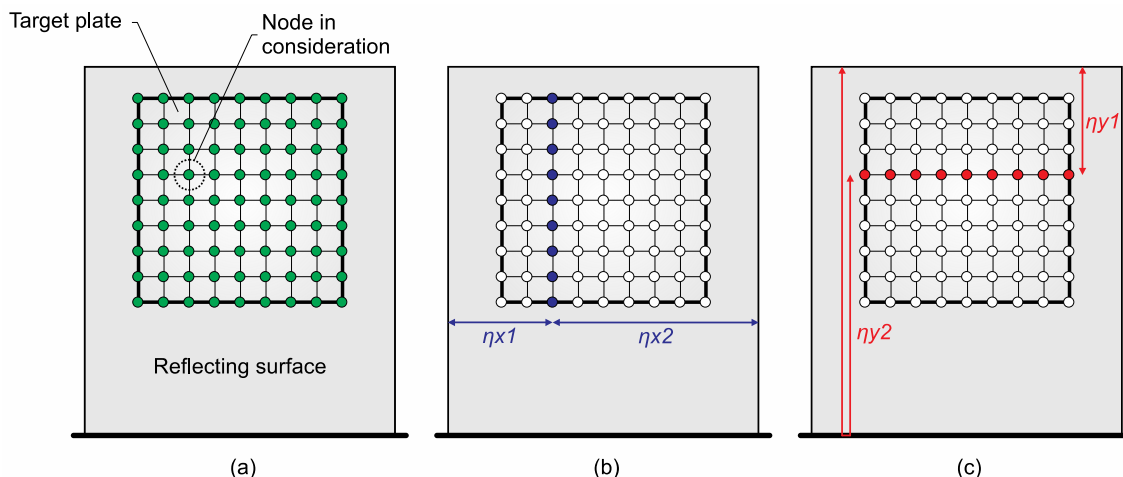 Target plate
Node in
consideration
Reflecting surface
(a)
ηx1
ηx2
(b)
ηy1
ηy2
(c)